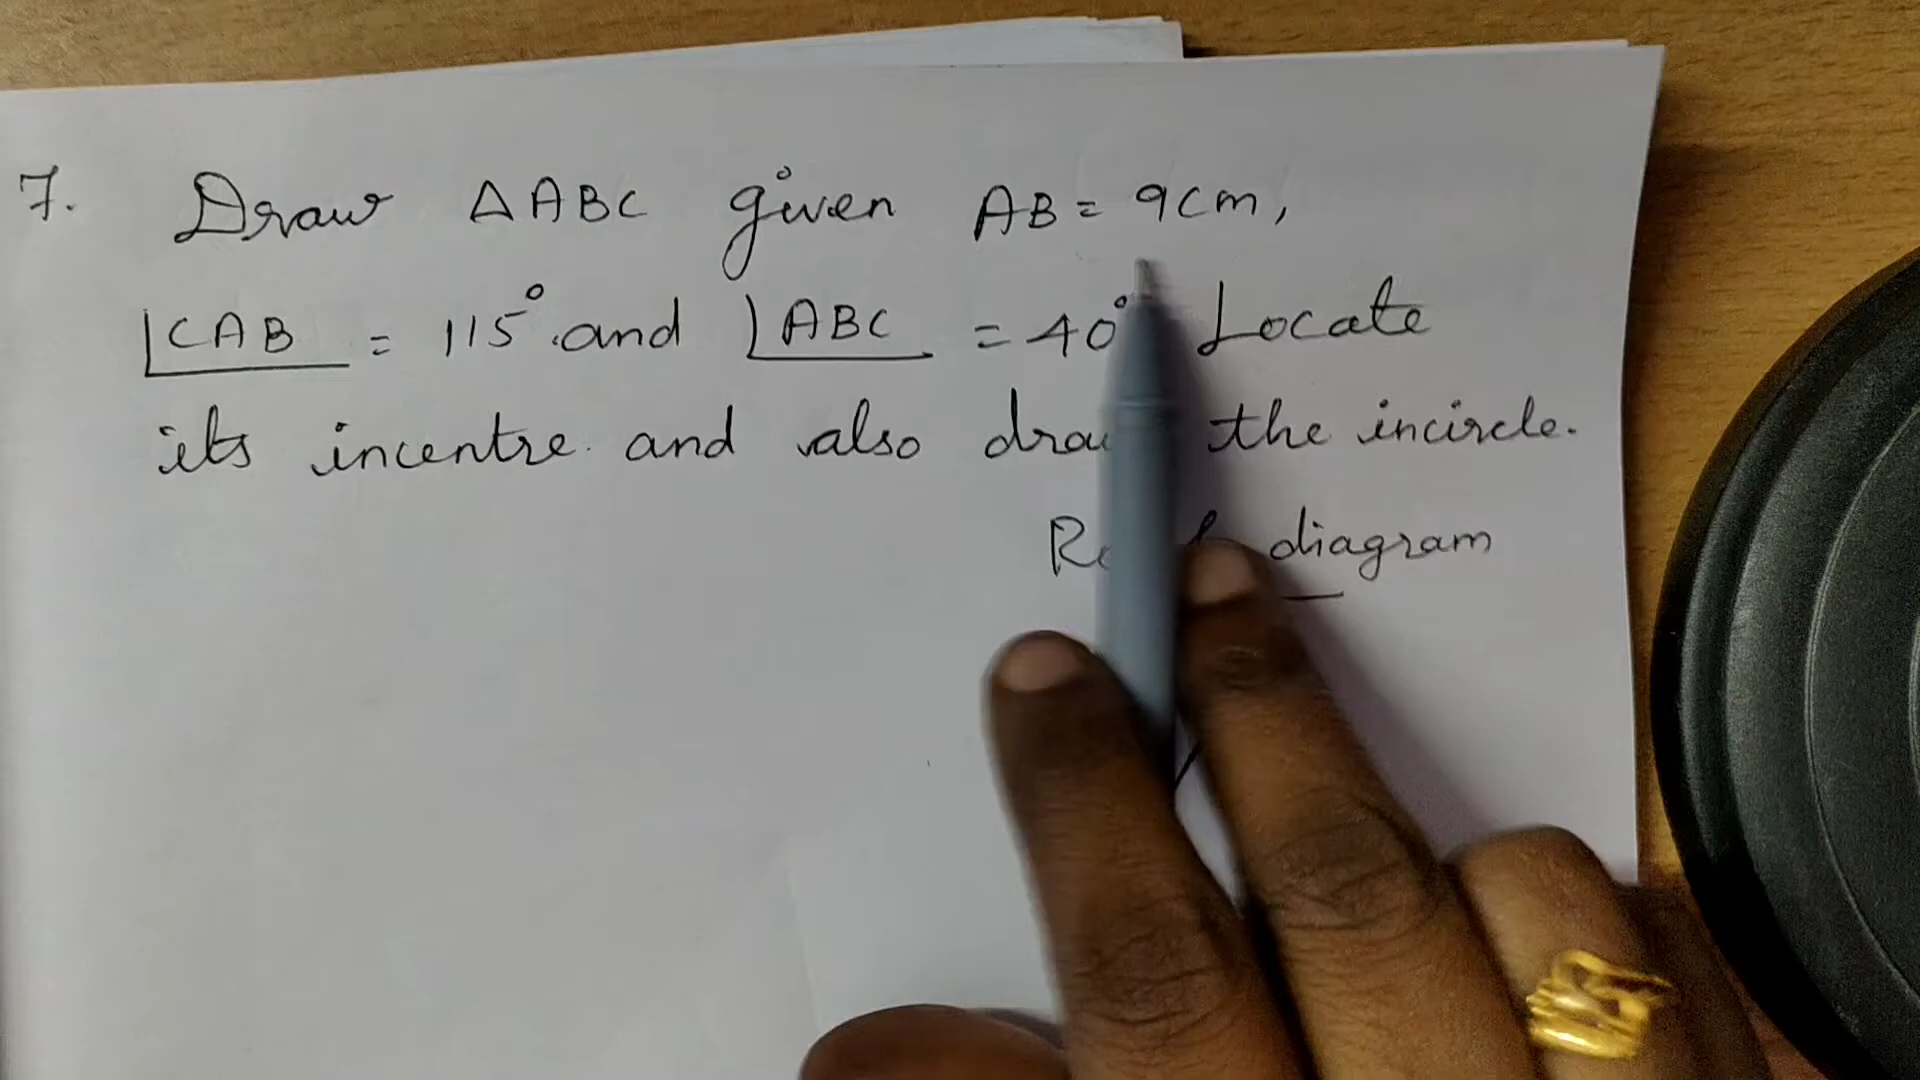 7. Draw ΔABC given AB = 9cm,
∠CAB = 115° and ∠ABC = 40° Locate
its incentre and also the incircle.
diagram